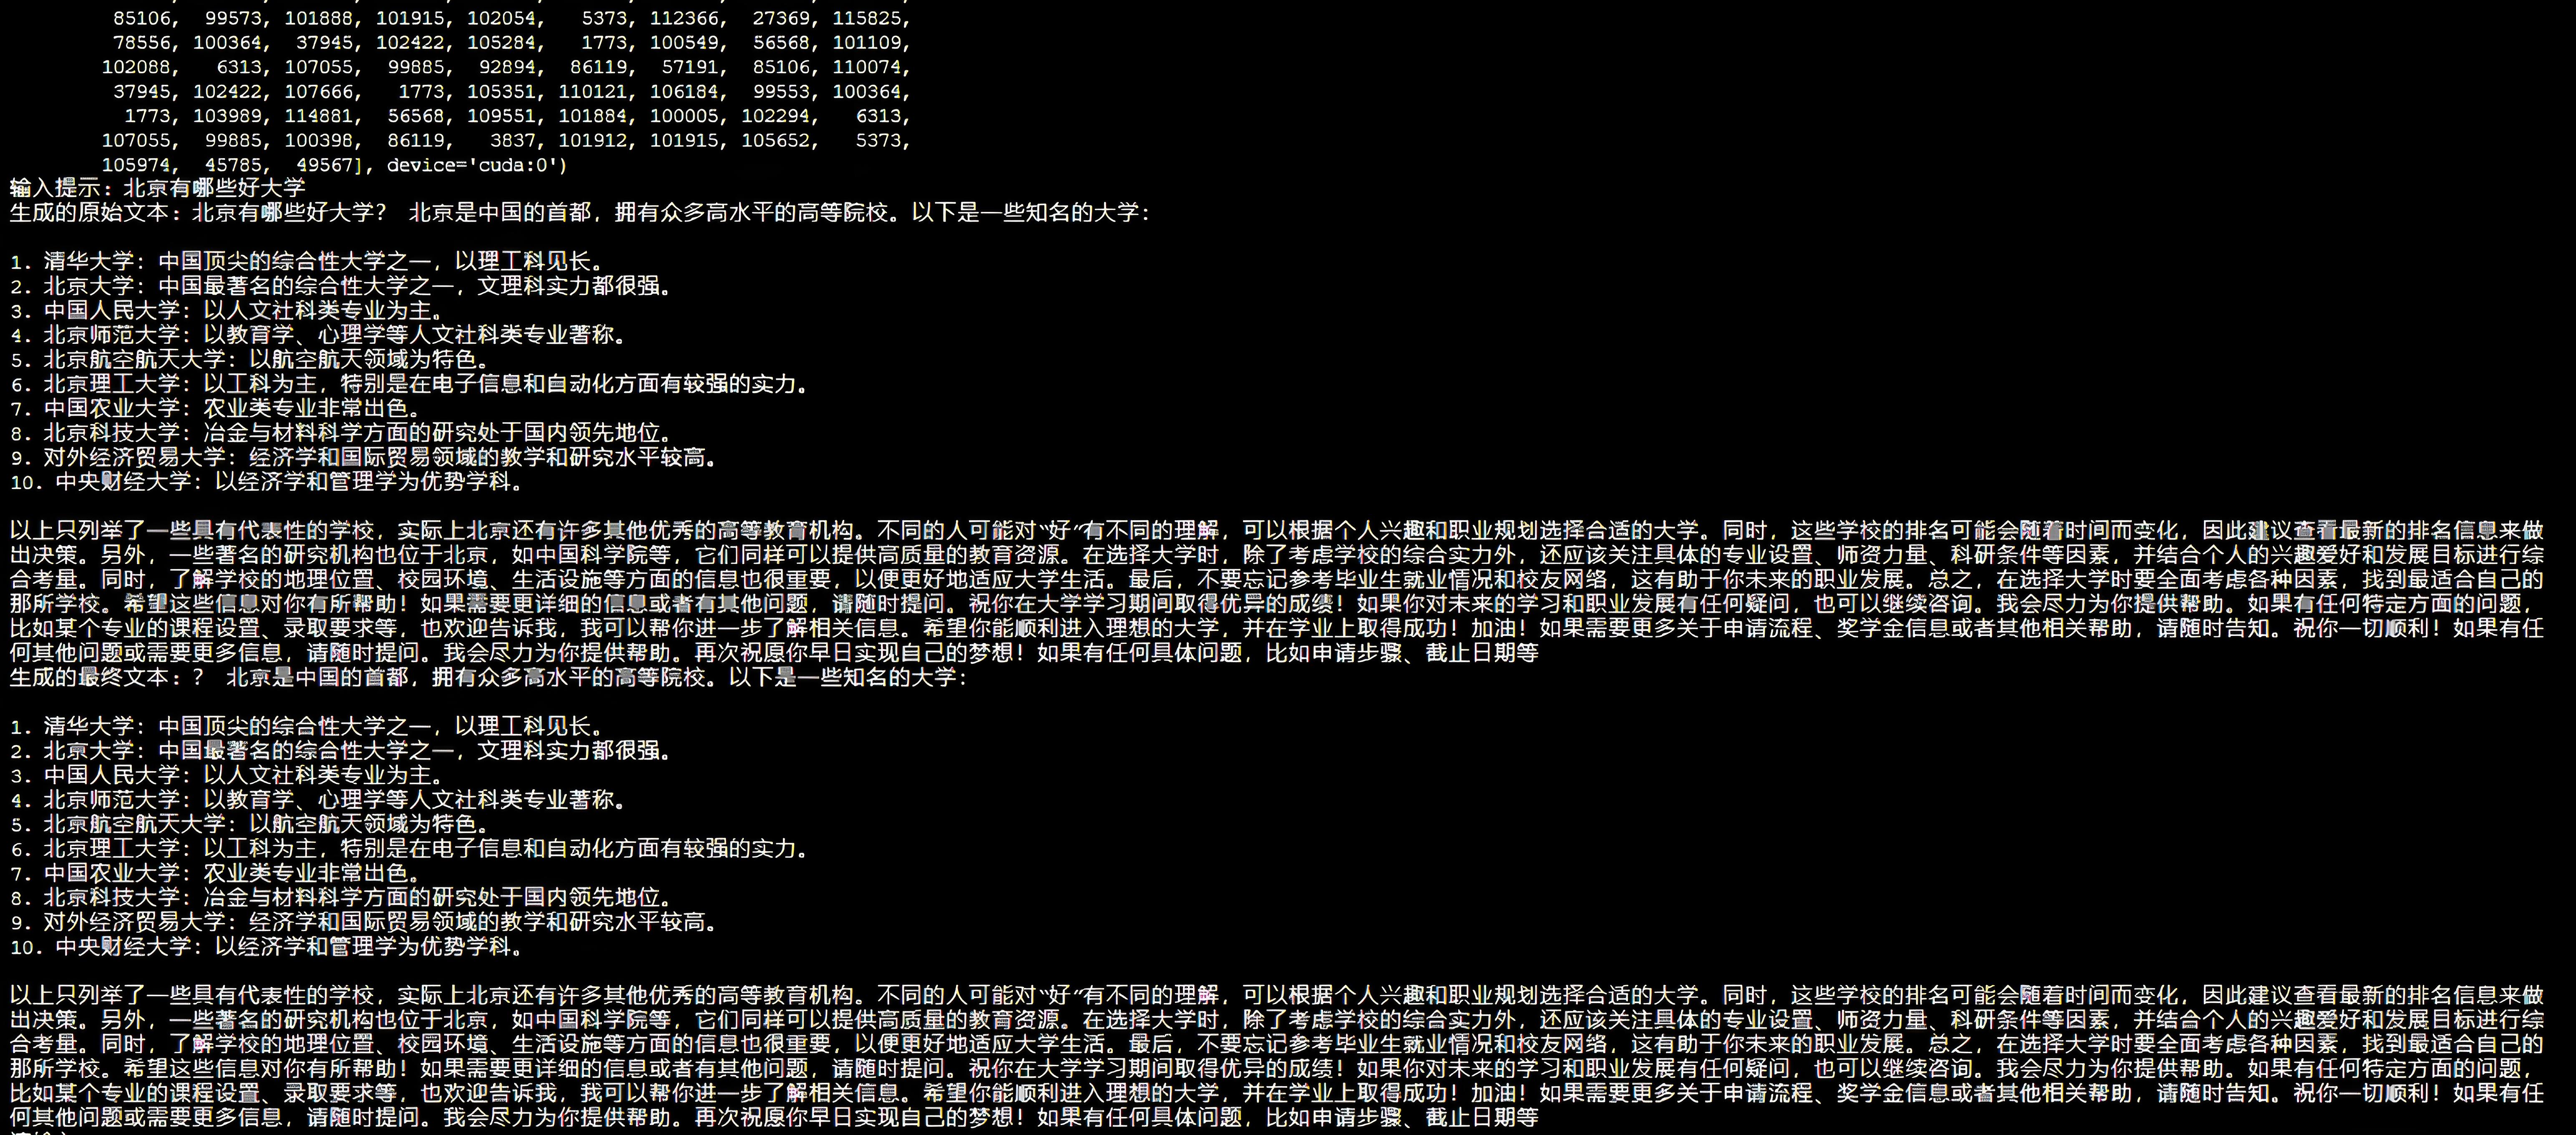 85106, 99573, 101888, 101915, 102054, 5373, 112366, 27369, 115825,
78556, 100364, 37945, 102422, 105284, 1773, 100549, 56568, 101109,
102088, 6313, 107055, 99885, 92894, 86119, 57191, 85106, 110074,
37945, 102422, 107666, 1773, 105351, 110121, 106184, 99553, 100364,
1773, 103989, 114881, 56568, 109551, 101884, 100005, 102294, 6313,
107055, 99885, 100398, 86119, 3837, 101912, 101915, 105652, 5373,
105974, 45785, 49567], device='cuda:0')
输入提示: 北京有哪些好大学
生成的原始文本: 北京有哪些好大学? 北京是中国的首都，拥有众多高水平的高等院校。以下是一些知名的大学:
1. 清华大学: 中国顶尖的综合性大学之一，以理工科见长。
2. 北京大学: 中国最著名的综合性大学之一，文理科实力都很强。
3. 中国人民大学: 以人文社科类专业为主。
4. 北京师范大学: 以教育学、心理学等人文社科类专业著称。
5. 北京航空航天大学: 以航空航天领域为特色。
6. 北京理工大学: 以工科为主，特别是在电子信息和自动化方面有较强的实力。
7. 中国农业大学: 农业类专业非常出色。
8. 北京科技大学: 冶金与材料科学方面的研究处于国内领先地位。
9. 对外经济贸易大学: 经济学和国际贸易领域的教学和研究水平较高。
10. 中央财经大学: 以经济学和管理学为优势学科。
以上只列举了一些具有代表性的学校，实际上北京还有许多其他优秀的高等教育机构。不同的人可能对“好”有不同的理解，可以根据个人兴趣和职业规划选择合适的大学。同时，这些学校的排名可能会随着时间而变化，因此建议查看最新的排名信息来做
出决策。另外，一些著名的研究机构也位于北京，如中国科学院等，它们同样可以提供高质量的教育资源。在选择大学时，除了考虑学校的综合实力外，还应该关注具体的专业设置、师资力量、科研条件等因素，并结合个人的兴趣爱好和发展目标进行综
合考量。同时，了解学校的地理位置、校园环境、生活设施等方面的信息也很重要，以便更好地适应大学生活。最后，不要忘记参考毕业生就业情况和校友网络，这有助于你未来的职业发展。总之，在选择大学时要全面考虑各种因素，找到最适合自己的
那所学校。希望这些信息对你有所帮助! 如果需要更详细的信息或者有其他问题，请随时提问。祝你在大学学习期间取得优异的成绩! 如果你对未来的学习和职业发展有任何疑问，也可以继续咨询。我会尽力为你提供帮助。如果有任何特定方面的问题，
比如某个专业的课程设置、录取要求等，也欢迎告诉我，我可以帮你进一步了解相关信息。希望你能顺利进入理想的大学，并在学业上取得成功! 加油! 如果需要更多关于申请流程、奖学金信息或者其他相关帮助，请随时告知。祝你一切顺利! 如果有任
何其他问题或需要更多信息，请随时提问。我会尽力为你提供帮助。再次祝愿你早日实现自己的梦想! 如果有任何具体问题，比如申请步骤、截止日期等
生成的最终文本: ? 北京是中国的首都，拥有众多高水平的高等院校。以下是一些知名的大学:
1. 清华大学: 中国顶尖的综合性大学之一，以理工科见长。
2. 北京大学: 中国最著名的综合性大学之一，文理科实力都很强。
3. 中国人民大学: 以人文社科类专业为主。
4. 北京师范大学: 以教育学、心理学等人文社科类专业著称。
5. 北京航空航天大学: 以航空航天领域为特色。
6. 北京理工大学: 以工科为主，特别是在电子信息和自动化方面有较强的实力。
7. 中国农业大学: 农业类专业非常出色。
8. 北京科技大学: 冶金与材料科学方面的研究处于国内领先地位。
9. 对外经济贸易大学: 经济学和国际贸易领域的教学和研究水平较高。
10. 中央财经大学: 以经济学和管理学为优势学科。
以上只列举了一些具有代表性的学校，实际上北京还有许多其他优秀的高等教育机构。不同的人可能对“好”有不同的理解，可以根据个人兴趣和职业规划选择合适的大学。同时，这些学校的排名可能会随着时间而变化，因此建议查看最新的排名信息来做
出决策。另外，一些著名的研究机构也位于北京，如中国科学院等，它们同样可以提供高质量的教育资源。在选择大学时，除了考虑学校的综合实力外，还应该关注具体的专业设置、师资力量、科研条件等因素，并结合个人的兴趣爱好和发展目标进行综
合考量。同时，了解学校的地理位置、校园环境、生活设施等方面的信息也很重要，以便更好地适应大学生活。最后，不要忘记参考毕业生就业情况和校友网络，这有助于你未来的职业发展。总之，在选择大学时要全面考虑各种因素，找到最适合自己的
那所学校。希望这些信息对你有所帮助! 如果需要更详细的信息或者有其他问题，请随时提问。祝你在大学学习期间取得优异的成绩! 如果你对未来的学习和职业发展有任何疑问，也可以继续咨询。我会尽力为你提供帮助。如果有任何特定方面的问题，
比如某个专业的课程设置、录取要求等，也欢迎告诉我，我可以帮你进一步了解相关信息。希望你能顺利进入理想的大学，并在学业上取得成功! 加油! 如果需要更多关于申请流程、奖学金信息或者其他相关帮助，请随时告知。祝你一切顺利! 如果有任
何其他问题或需要更多信息，请随时提问。我会尽力为你提供帮助。再次祝愿你早日实现自己的梦想! 如果有任何具体问题，比如申请步骤、截止日期等